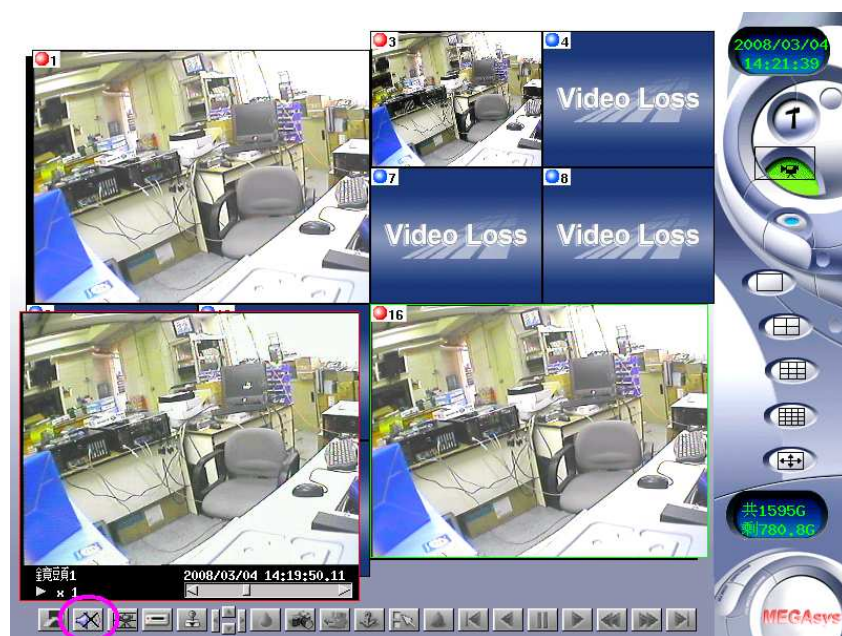 1
3
4
Video Loss
7
Video Loss
8
Video Loss
16
鏡頭1
2008/03/04 14:19:50.11
x 1
2008/03/04
14:21:39
共1595G
剩780.8G
MEGAsys